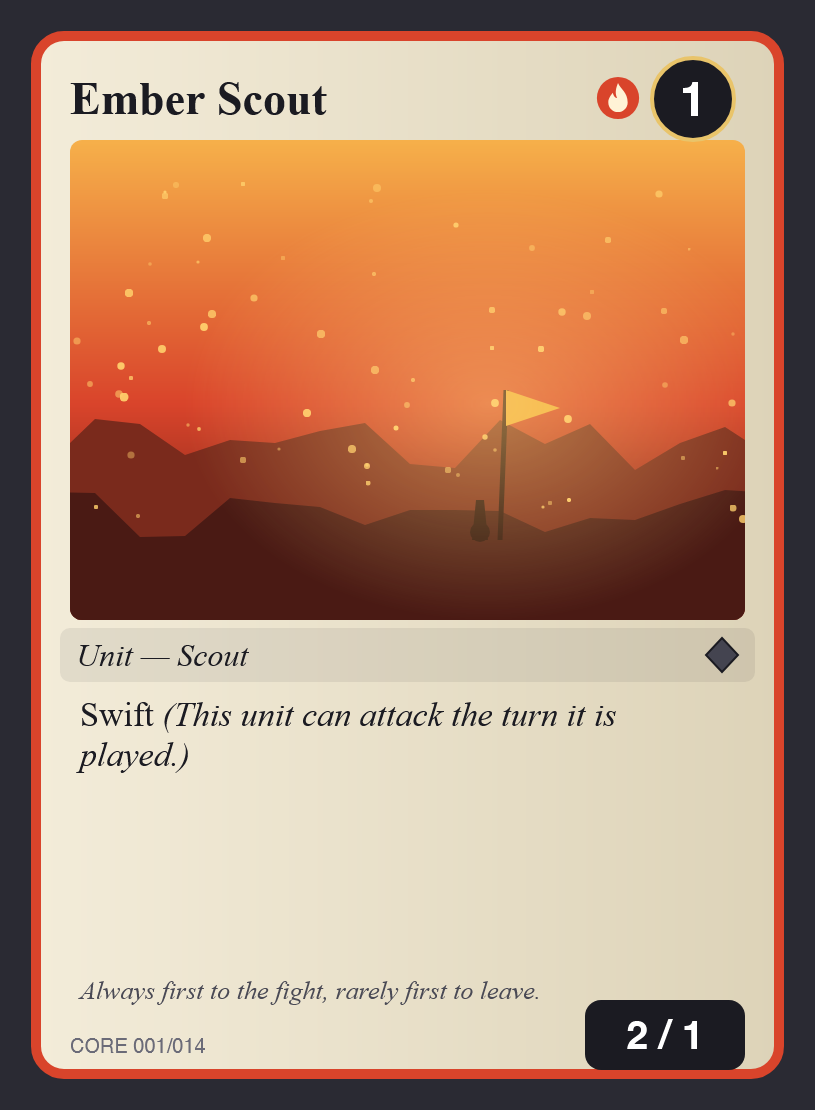 Ember Scout
1
Unit — Scout
Swift (This unit can attack the turn it is
played.)
Always first to the fight, rarely first to leave.
CORE 001/014
2 / 1